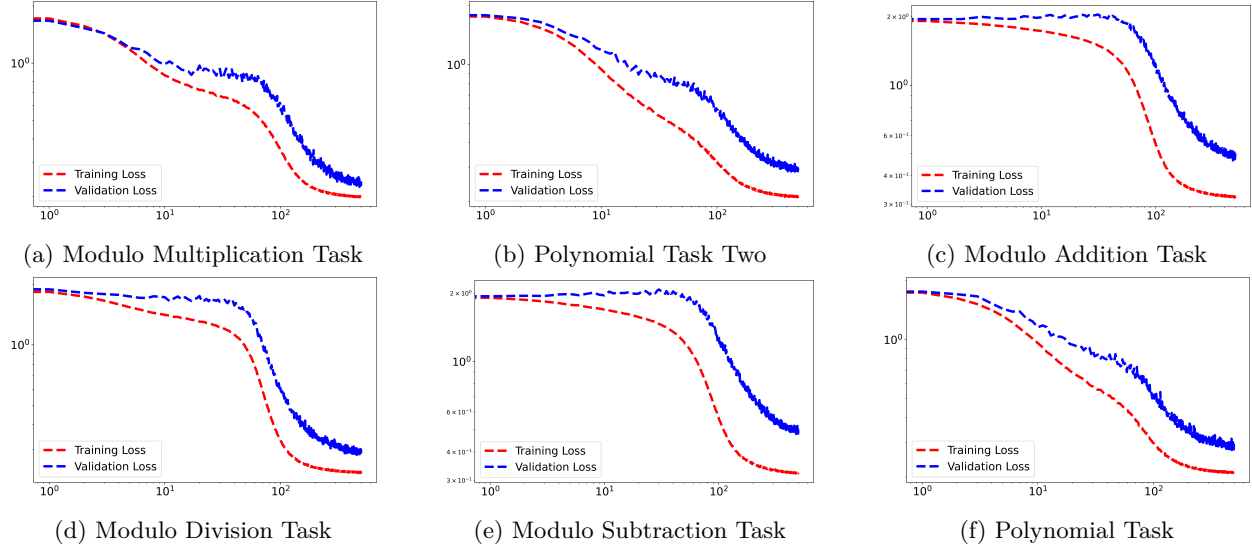 10⁰
Training Loss
Validation Loss
10⁰ 10¹ 10²
(a) Modulo Multiplication Task
10⁰
Training Loss
Validation Loss
10⁰ 10¹ 10²
(b) Polynomial Task Two
2 × 10⁰
10⁰
6 × 10⁻¹
4 × 10⁻¹
3 × 10⁻¹
Training Loss
Validation Loss
10⁰ 10¹ 10²
(c) Modulo Addition Task
10⁰
Training Loss
Validation Loss
10⁰ 10¹ 10²
(d) Modulo Division Task
2 × 10⁰
10⁰
6 × 10⁻¹
4 × 10⁻¹
3 × 10⁻¹
Training Loss
Validation Loss
10⁰ 10¹ 10²
(e) Modulo Subtraction Task
10⁰
Training Loss
Validation Loss
10⁰ 10¹ 10²
(f) Polynomial Task